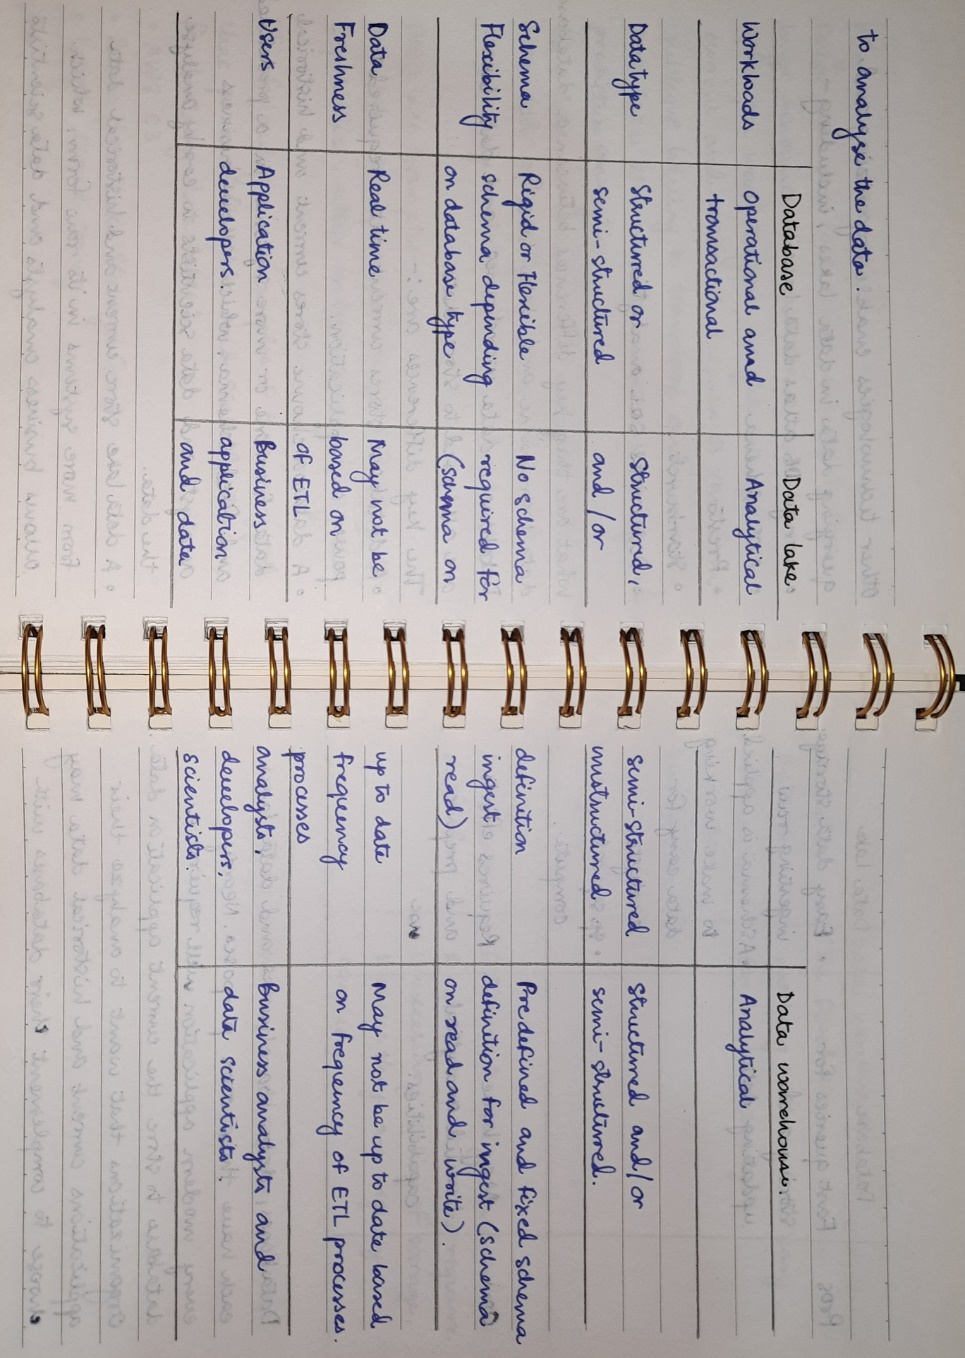 to analyse the data.
Database Data lake Data warehouse.
Workloads Operational anad Analytical Analytical
transactional
Data type Structured or Structured, semi-structured Structured and/or
semi-structured and/or unstructured semi-structured.
Schema Rigid or Flexible No schema definition Predefined and fixed schema
Flexibility schema depending required for ingest definition for ingest (schema
on database type (schema on read) on read and write).
Data Real time May not be up to date May not be up to date based
Freshness based on frequency on frequency of ETL processes.
of ETL processes
Users Application Business analysts, Business analysts and
developers. application developers, data scientists.
and data scientists